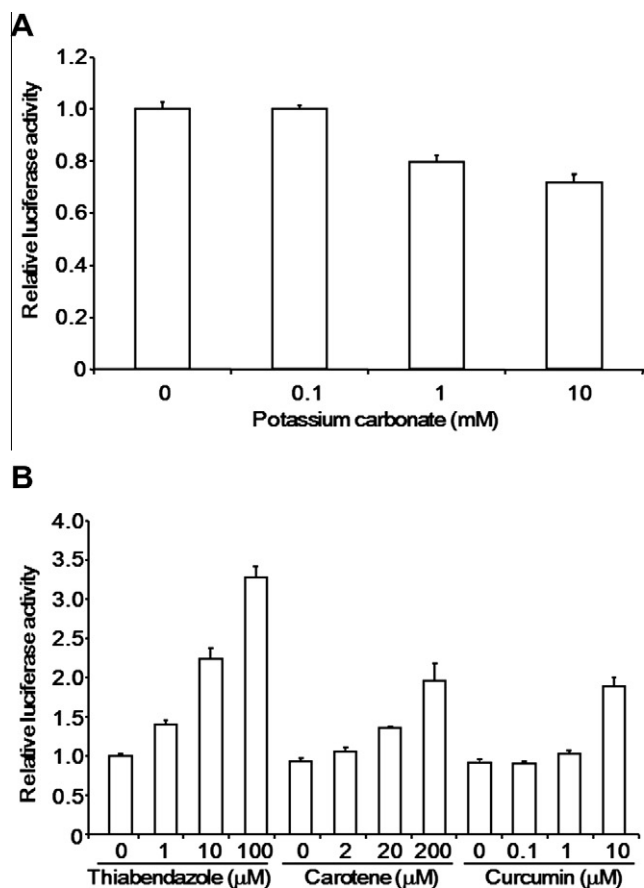 A
Relative luciferase activity
1.2
1.0
0.8
0.6
0.4
0.2
0
0 0.1 1 10
Potassium carbonate (mM)
B
Relative luciferase activity
4.0
3.5
3.0
2.5
2.0
1.5
1.0
0.5
0
0 1 10 100 0 2 20 200 0 0.1 1 10
Thiabendazole (μM) Carotene (μM) Curcumin (μM)